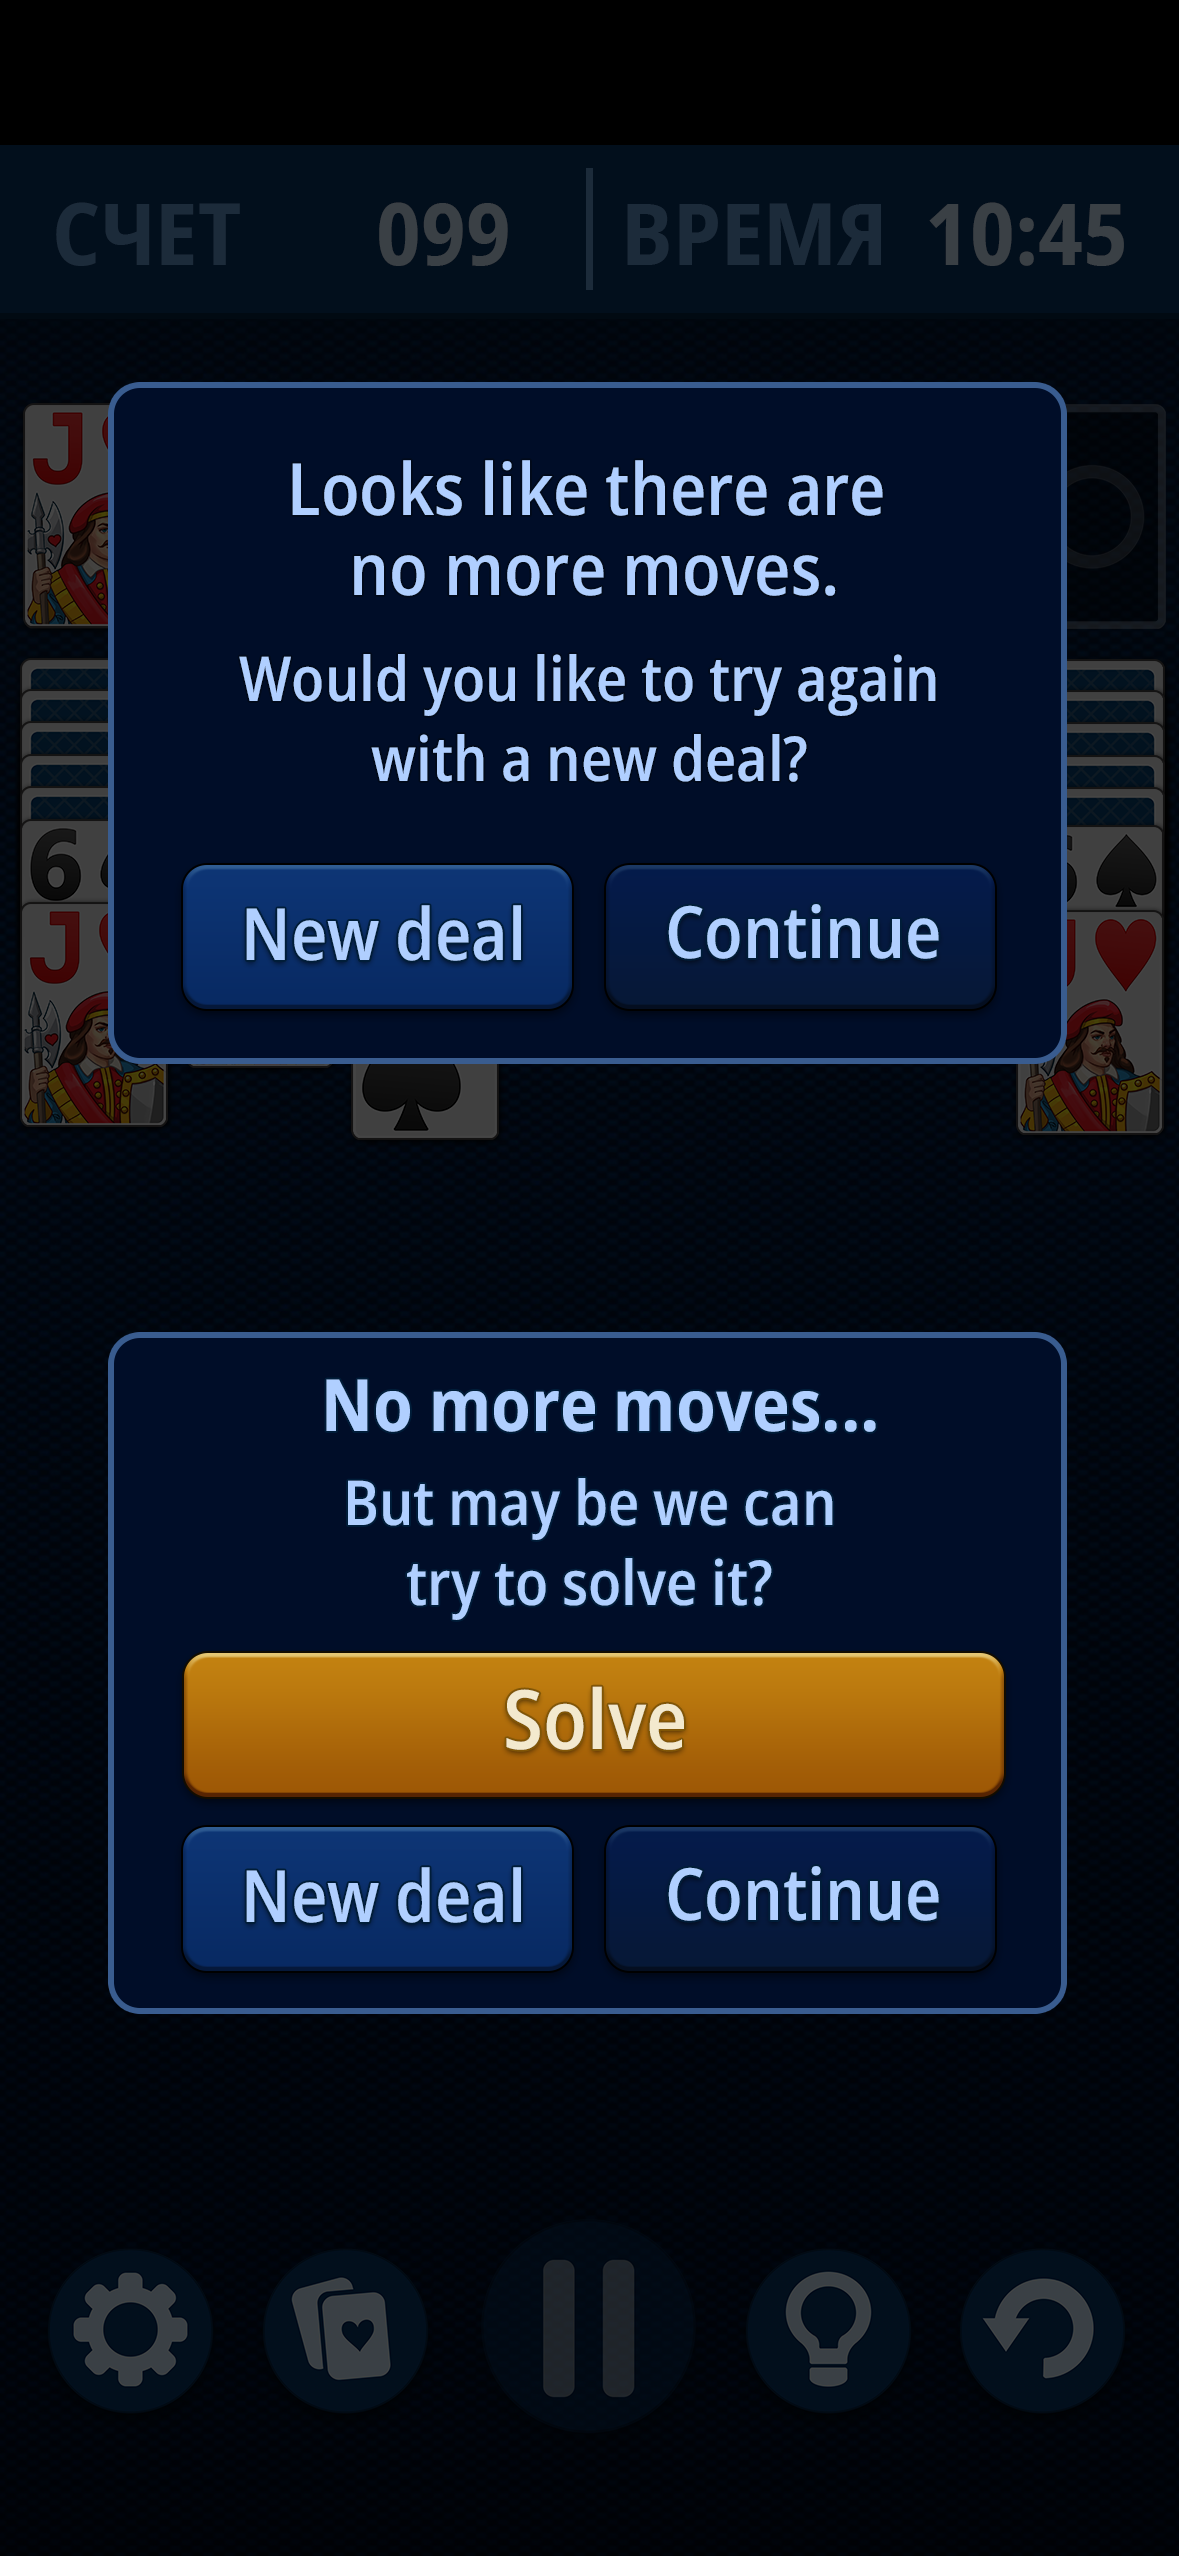 СЧЕТ 099 ВРЕМЯ 10:45
J
Looks like there are
no more moves.
Would you like to try again
with a new deal?
6
J
New deal Continue
No more moves...
But may be we can
try to solve it?
Solve
New deal Continue